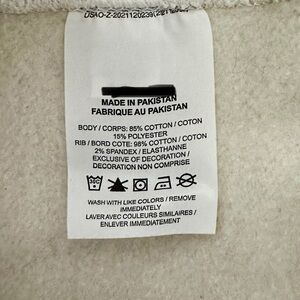 MADE IN PAKISTAN
FABRIQUE AU PAKISTAN
BODY / CORPS: 85% COTTON / COTON
15% POLYESTER
RIB / BORD COTE: 98% COTTON / COTON
2% SPANDEX / ELASTHANNE
EXCLUSIVE OF DECORATION /
DECORATION NON COMPRISE
WASH WITH LIKE COLORS / REMOVE
IMMEDIATELY
LAVER AVEC COULEURS SIMILAIRES /
ENLEVER IMMEDIATEMENT